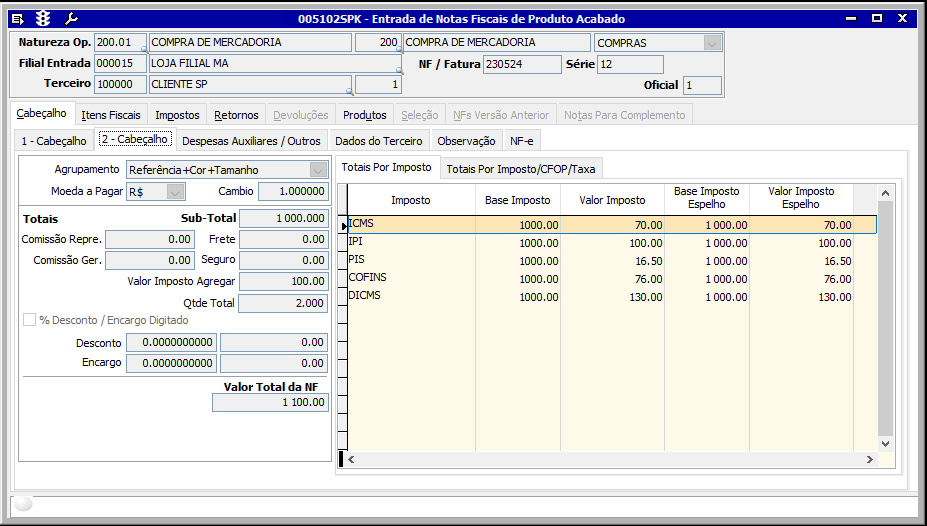 005102SPK - Entrada de Notas Fiscais de Produto Acabado
Natureza Op. 200.01 COMPRA DE MERCADORIA 200 COMPRA DE MERCADORIA COMPRAS
Filial Entrada 000015 LOJA FILIAL MA NF / Fatura 230524 Série 12
Terceiro 100000 CLIENTE SP 1 Oficial 1
Cabeçalho Itens Fiscais Impostos Retornos Devoluções Produtos Seleção NFs Versão Anterior Notas Para Complemento
1 - Cabeçalho 2 - Cabeçalho Despesas Auxiliares / Outros Dados do Terceiro Observação NF-e
Agrupamento Referência+Cor+Tamanho
Moeda a Pagar R$ Cambio 1.000000
Totais Sub-Total 1 000.000
Comissão Repre. 0.00 Frete 0.00
Comissão Ger. 0.00 Seguro 0.00
Valor Imposto Agregar 100.00
Qtde Total 2.000
% Desconto / Encargo Digitado
Desconto 0.0000000000 0.00
Encargo 0.0000000000 0.00
Valor Total da NF
1 100.00
Totais Por Imposto Totais Por Imposto/CFOP/Taxa
Imposto Base Imposto Valor Imposto Base Imposto Espelho Valor Imposto Espelho
ICMS 1000.00 70.00 1 000.00 70.00
IPI 1000.00 100.00 1 000.00 100.00
PIS 1000.00 16.50 1 000.00 16.50
COFINS 1000.00 76.00 1 000.00 76.00
DICMS 1000.00 130.00 1 000.00 130.00